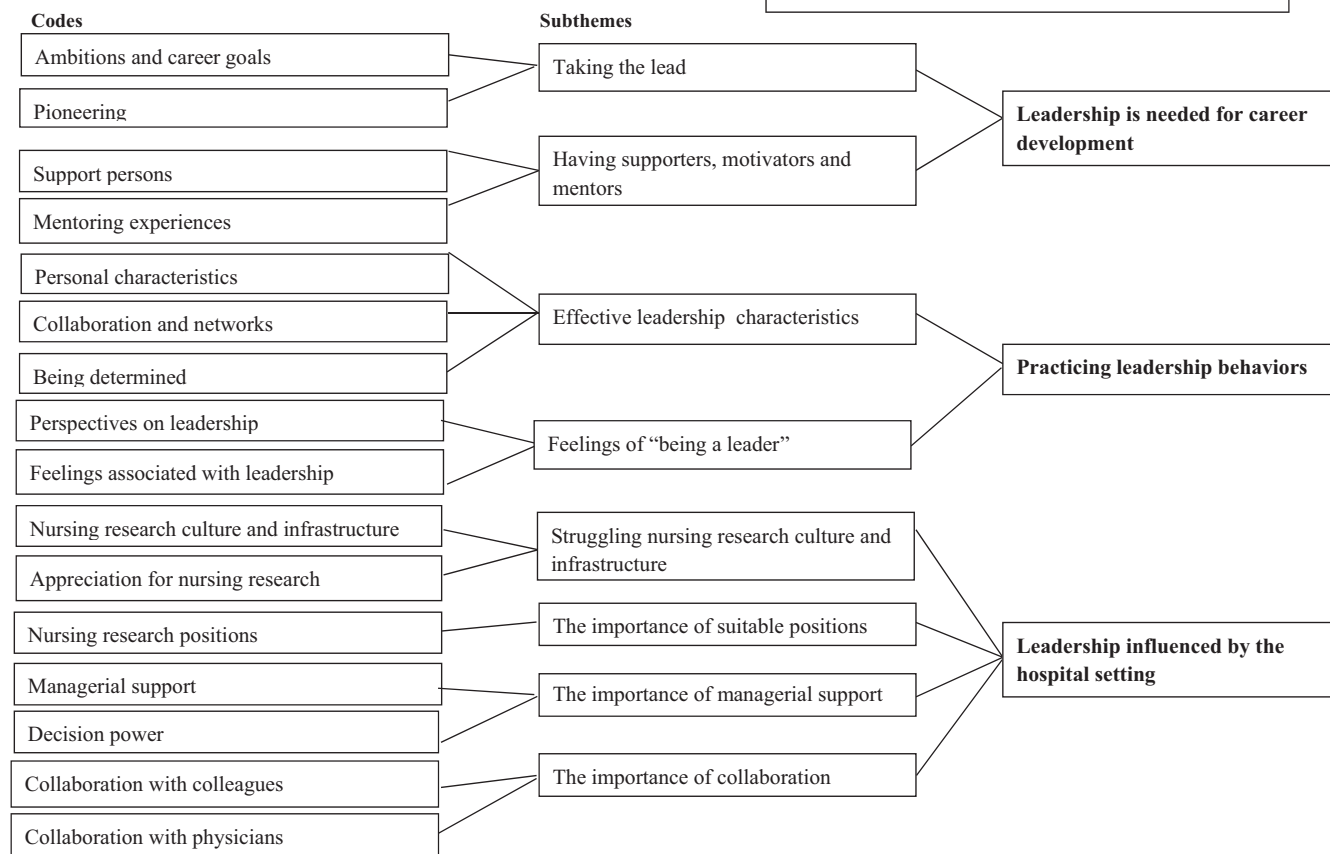 Codes
Subthemes
Ambitions and career goals
Pioneering
Support persons
Mentoring experiences
Personal characteristics
Collaboration and networks
Being determined
Perspectives on leadership
Feelings associated with leadership
Nursing research culture and infrastructure
Appreciation for nursing research
Nursing research positions
Managerial support
Decision power
Collaboration with colleagues
Collaboration with physicians
Taking the lead
Having supporters, motivators and
mentors
Effective leadership characteristics
Feelings of “being a leader”
Struggling nursing research culture and
infrastructure
The importance of suitable positions
The importance of managerial support
The importance of collaboration
Leadership is needed for career
development
Practicing leadership behaviors
Leadership influenced by the
hospital setting